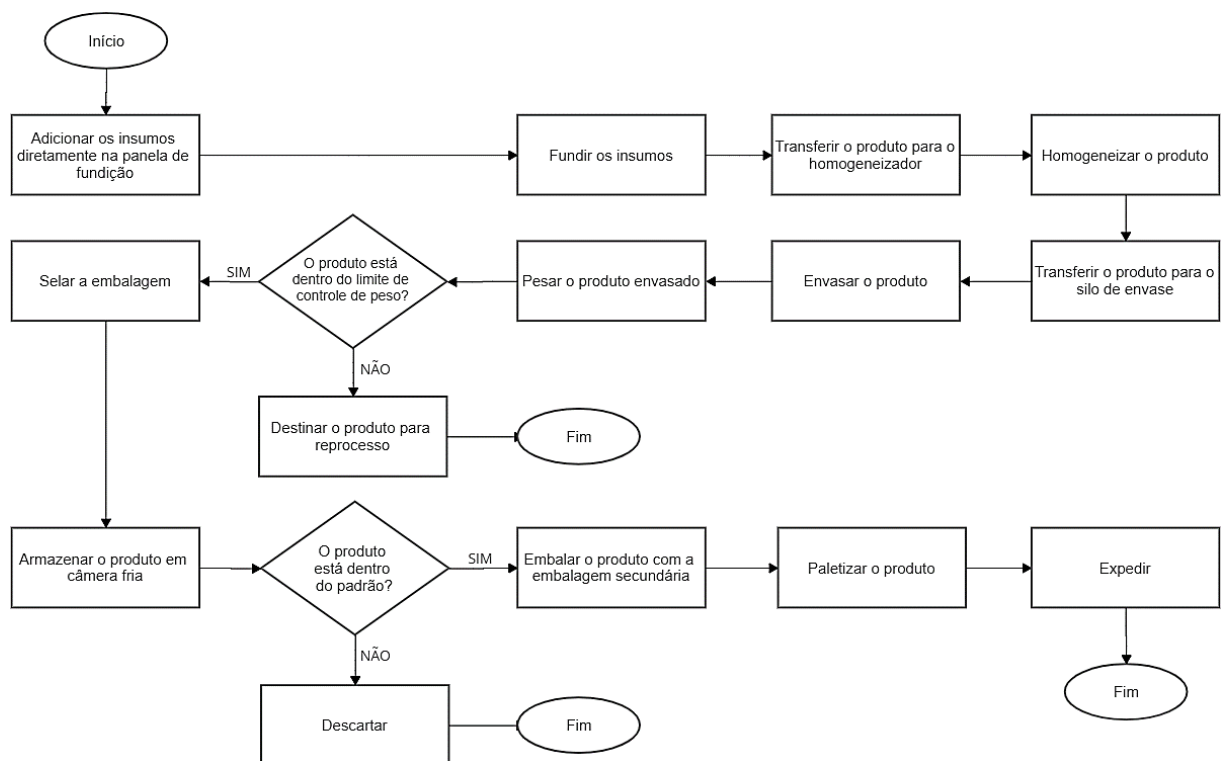 Início
Adicionar os insumos
diretamente na panela de
fundição
Fundir os insumos
Transferir o produto para o
homogeneizador
Homogeneizar o produto
Transferir o produto para o
silo de envase
Envasar o produto
Pesar o produto envasado
O produto está
dentro do limite de
controle de peso?
SIM
Selar a embalagem
NÃO
Destinar o produto para
reprocesso
Fim
Armazenar o produto em
câmera fria
O produto
está dentro
do padrão?
SIM
Embalar o produto com a
embalagem secundária
Paletizar o produto
Expedir
Fim
NÃO
Descartar
Fim